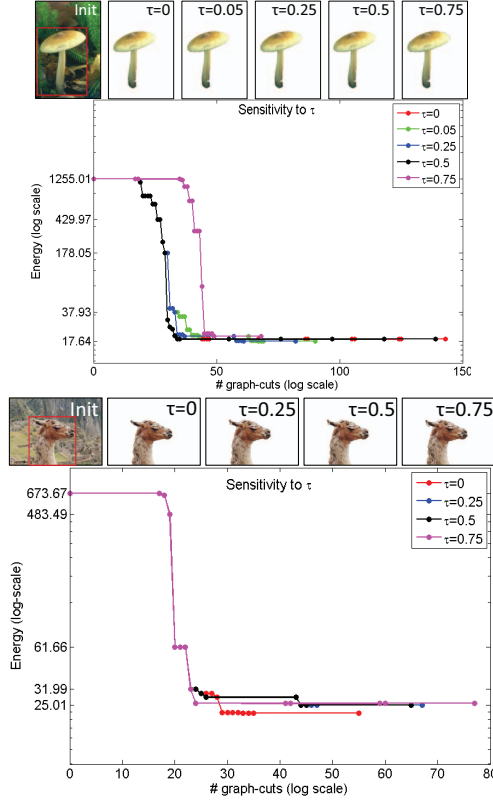 Init τ=0 τ=0.05 τ=0.25 τ=0.5 τ=0.75
Sensitivity to τ
τ=0
τ=0.05
τ=0.25
τ=0.5
τ=0.75
Energy (log scale)
1255.01
429.97
178.05
37.93
17.64
0 50 100 150
# graph-cuts (log scale)
Init τ=0 τ=0.25 τ=0.5 τ=0.75
Sensitivity to τ
τ=0
τ=0.25
τ=0.5
τ=0.75
Energy (log-scale)
673.67
483.49
61.66
31.99
25.01
0 10 20 30 40 50 60 70 80
# graph-cuts (log scale)